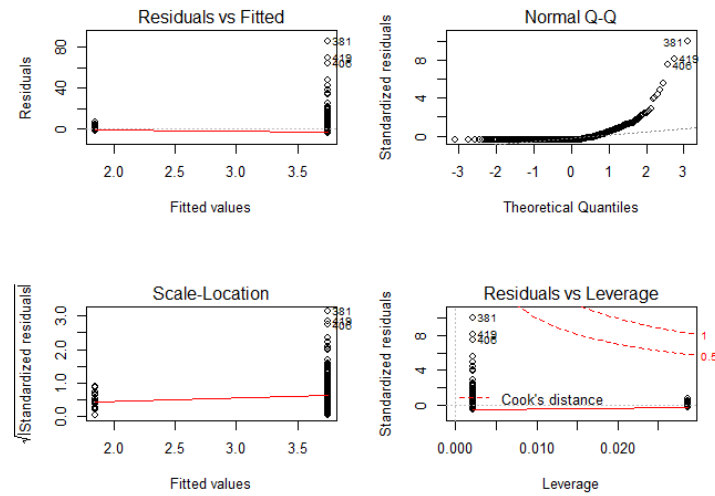 Residuals vs Fitted
Residuals
0 40 80
381
419
406
2.0 2.5 3.0 3.5
Fitted values
Normal Q-Q
Standardized residuals
0 4 8
381
419
406
-3 -2 -1 0 1 2 3
Theoretical Quantiles
Scale-Location
√|Standardized residuals|
0.0 1.0 2.0 3.0
381
419
406
2.0 2.5 3.0 3.5
Fitted values
Residuals vs Leverage
Standardized residuals
0 4 8
381
419
406
1
0.5
Cook's distance
0.000 0.010 0.020
Leverage